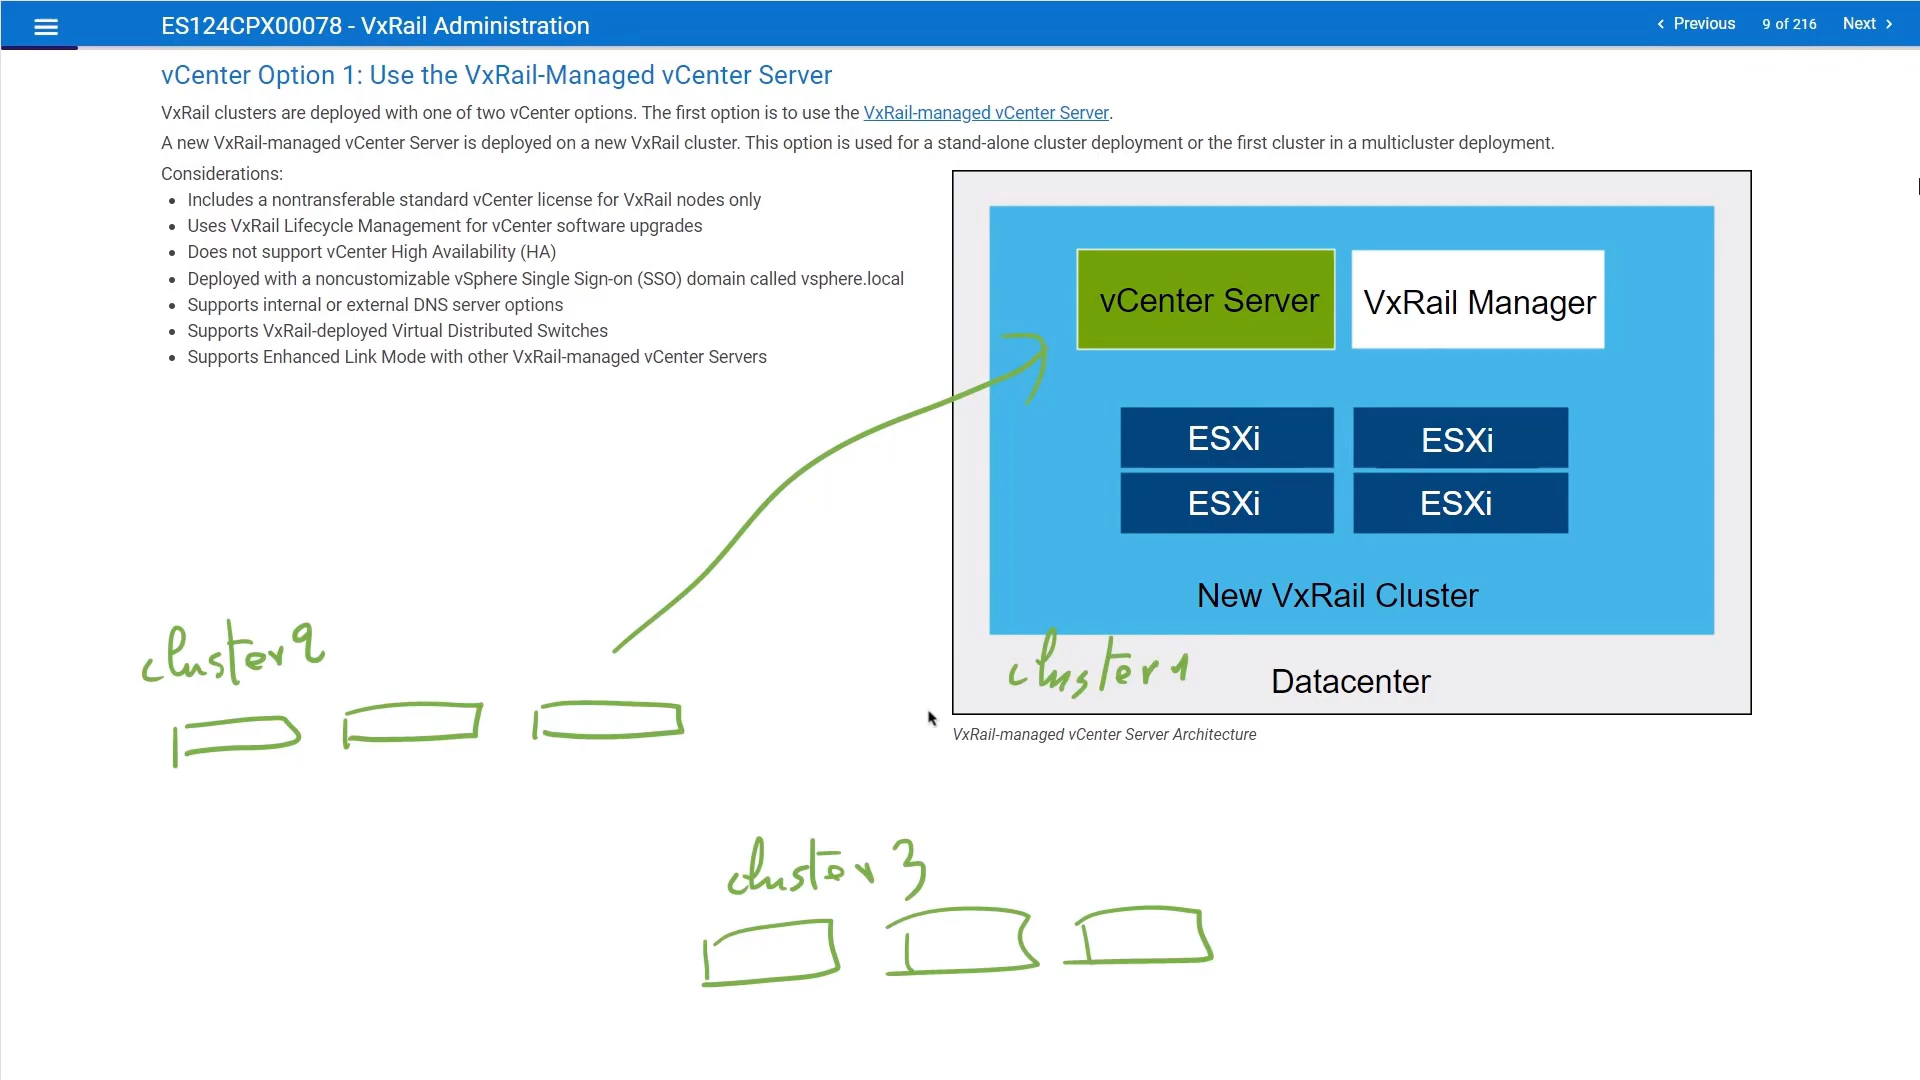 ES124CPX00078 - VxRail Administration
Previous
9 of 216
Next
vCenter Option 1: Use the VxRail-Managed vCenter Server
VxRail clusters are deployed with one of two vCenter options. The first option is to use the VxRail-managed vCenter Server.
A new VxRail-managed vCenter Server is deployed on a new VxRail cluster. This option is used for a stand-alone cluster deployment or the first cluster in a multicluster deployment.
Considerations:
Includes a nontransferable standard vCenter license for VxRail nodes only
Uses VxRail Lifecycle Management for vCenter software upgrades
Does not support vCenter High Availability (HA)
Deployed with a noncustomizable vSphere Single Sign-on (SSO) domain called vsphere.local
Supports internal or external DNS server options
Supports VxRail-deployed Virtual Distributed Switches
Supports Enhanced Link Mode with other VxRail-managed vCenter Servers
vCenter Server
VxRail Manager
ESXi
ESXi
ESXi
ESXi
New VxRail Cluster
cluster 1
Datacenter
VxRail-managed vCenter Server Architecture
cluster 2
cluster 3